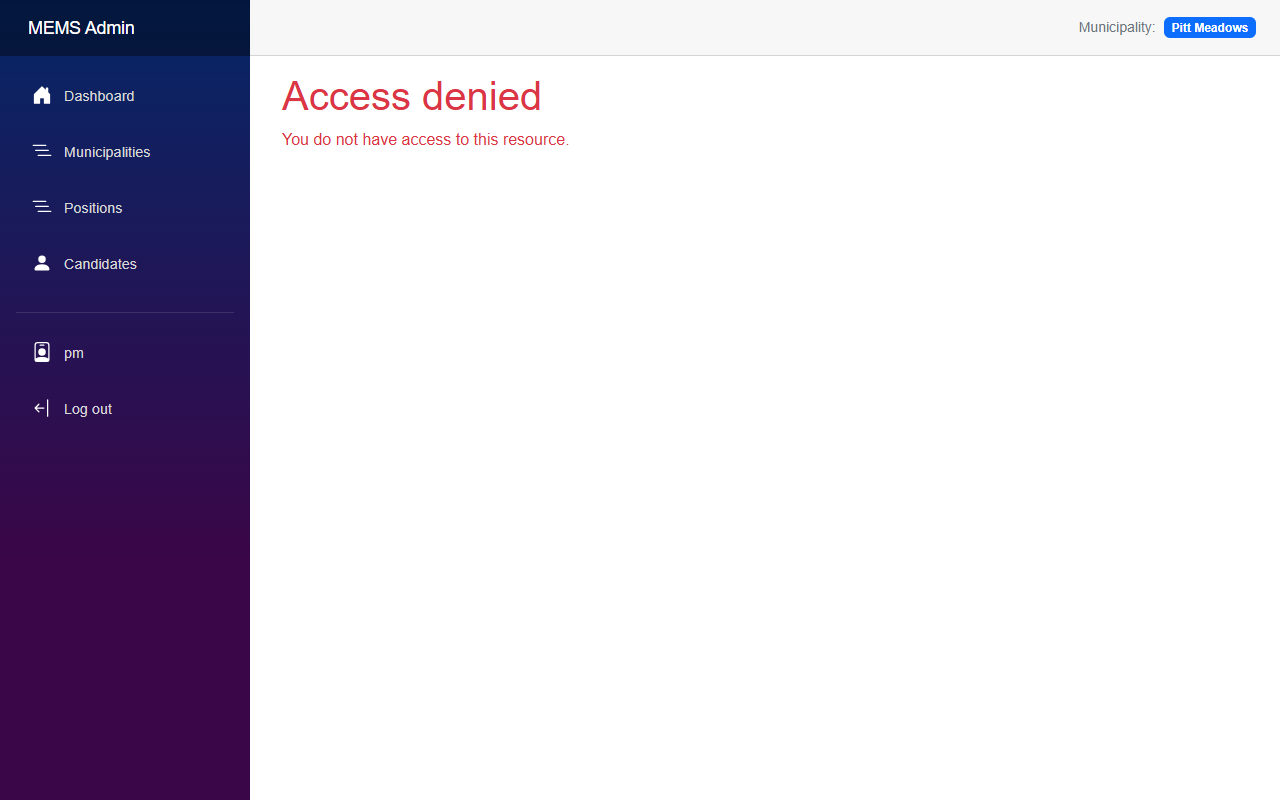 MEMS Admin
Municipality: Pitt Meadows
Dashboard
Municipalities
Positions
Candidates
pm
Log out
Access denied
You do not have access to this resource.